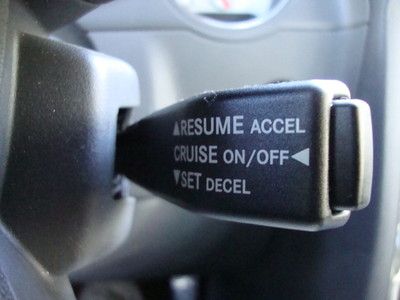 ▲RESUME ACCEL
CRUISE ON/OFF◀
▼SET DECEL